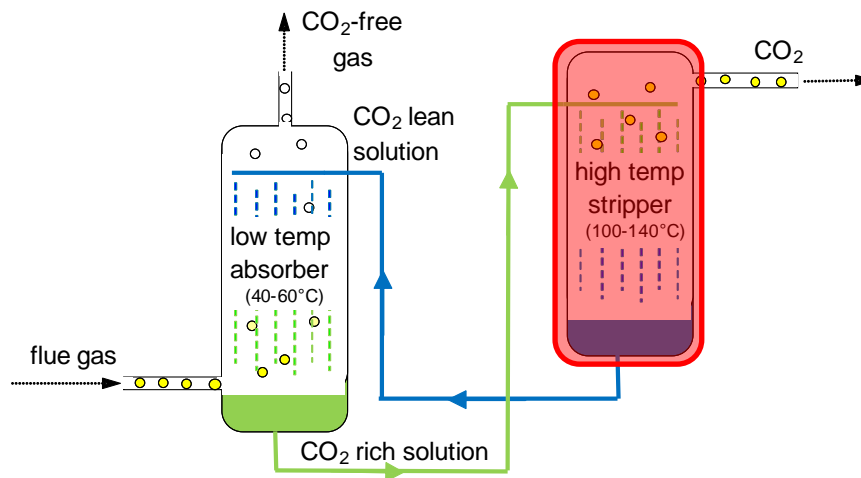 CO₂-free
gas
CO₂
CO₂ lean
solution
high temp
stripper
(100-140°C)
low temp
absorber
(40-60°C)
flue gas
CO₂ rich solution